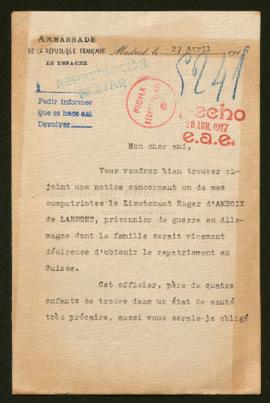 AMBASSADE
DE LA RÉPUBLIQUE FRANÇAISE
EN ESPAGNE
Madrid, le 27 Avril 191
REPATRIACIÓN
MILITAR
5241
Pedir informes
Que se hace así
Devolver
FICHA
Hecho
28 ABR. 1917
e.a.e.
Mon cher ami,
Vous voudrez bien trouver ci-
joint une notice concernant un de mes
compatriotes le Lieutenant Roger d'AMBOIX
de LARBONT, prisonnier de guerre en Alle-
magne dont la famille serait vivement
désireuse d'obtenir le rapatriement en
Suisse.
Cet officier, père de quatre
enfants se trouve dans un état de santé
très précaire, aussi vous serais-je obligé